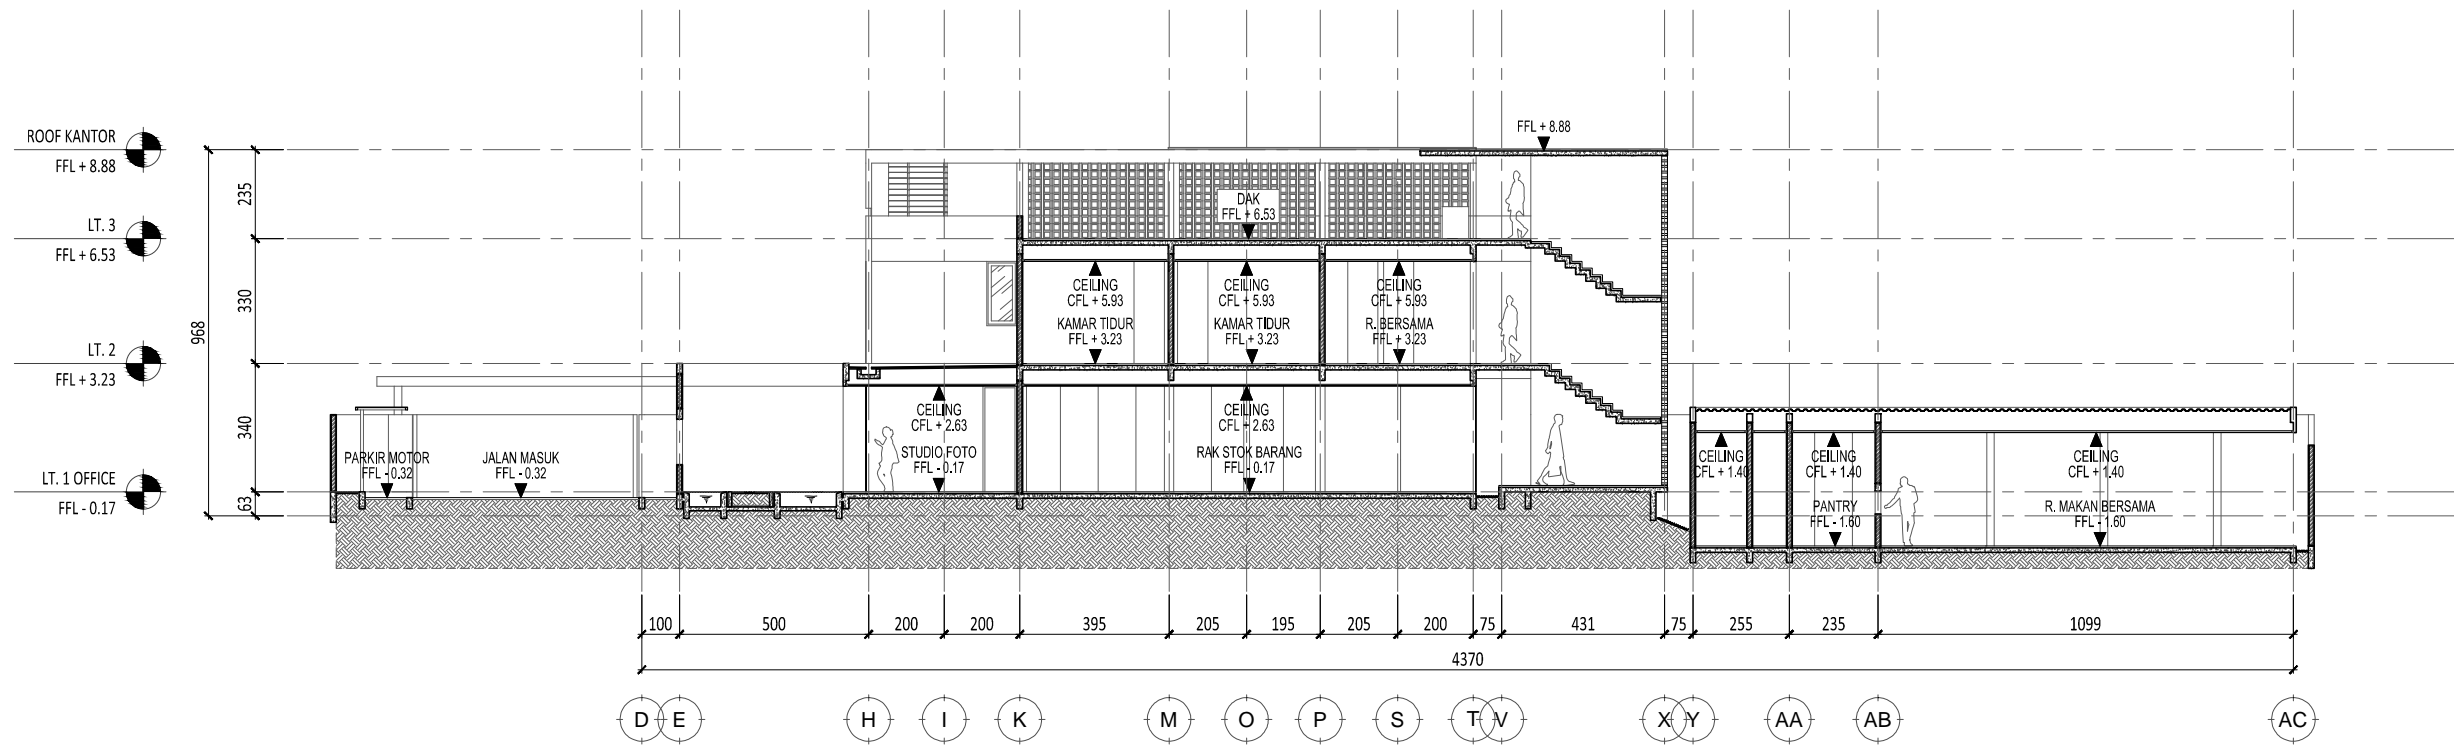 ROOF KANTOR
FFL + 8.88
LT. 3
FFL + 6.53
LT. 2
FFL + 3.23
LT. 1 OFFICE
FFL - 0.17
968
235
330
340
63
FFL + 8.88
DAK
FFL + 6.53
CEILING
CFL + 5.93
KAMAR TIDUR
FFL + 3.23
CEILING
CFL + 5.93
KAMAR TIDUR
FFL + 3.23
CEILING
CFL + 5.93
R. BERSAMA
FFL + 3.23
PARKIR MOTOR
FFL - 0.32
JALAN MASUK
FFL - 0.32
CEILING
CFL + 2.63
STUDIO FOTO
FFL - 0.17
CEILING
CFL + 2.63
RAK STOK BARANG
FFL - 0.17
CEILING
CFL + 1.40
CEILING
CFL + 1.40
PANTRY
FFL - 1.60
CEILING
CFL + 1.40
R. MAKAN BERSAMA
FFL - 1.60
100 500 200 200 395 205 195 205 200 75 431 75 255 235 1099
4370
D E H I K M O P S T V X Y AA AB AC